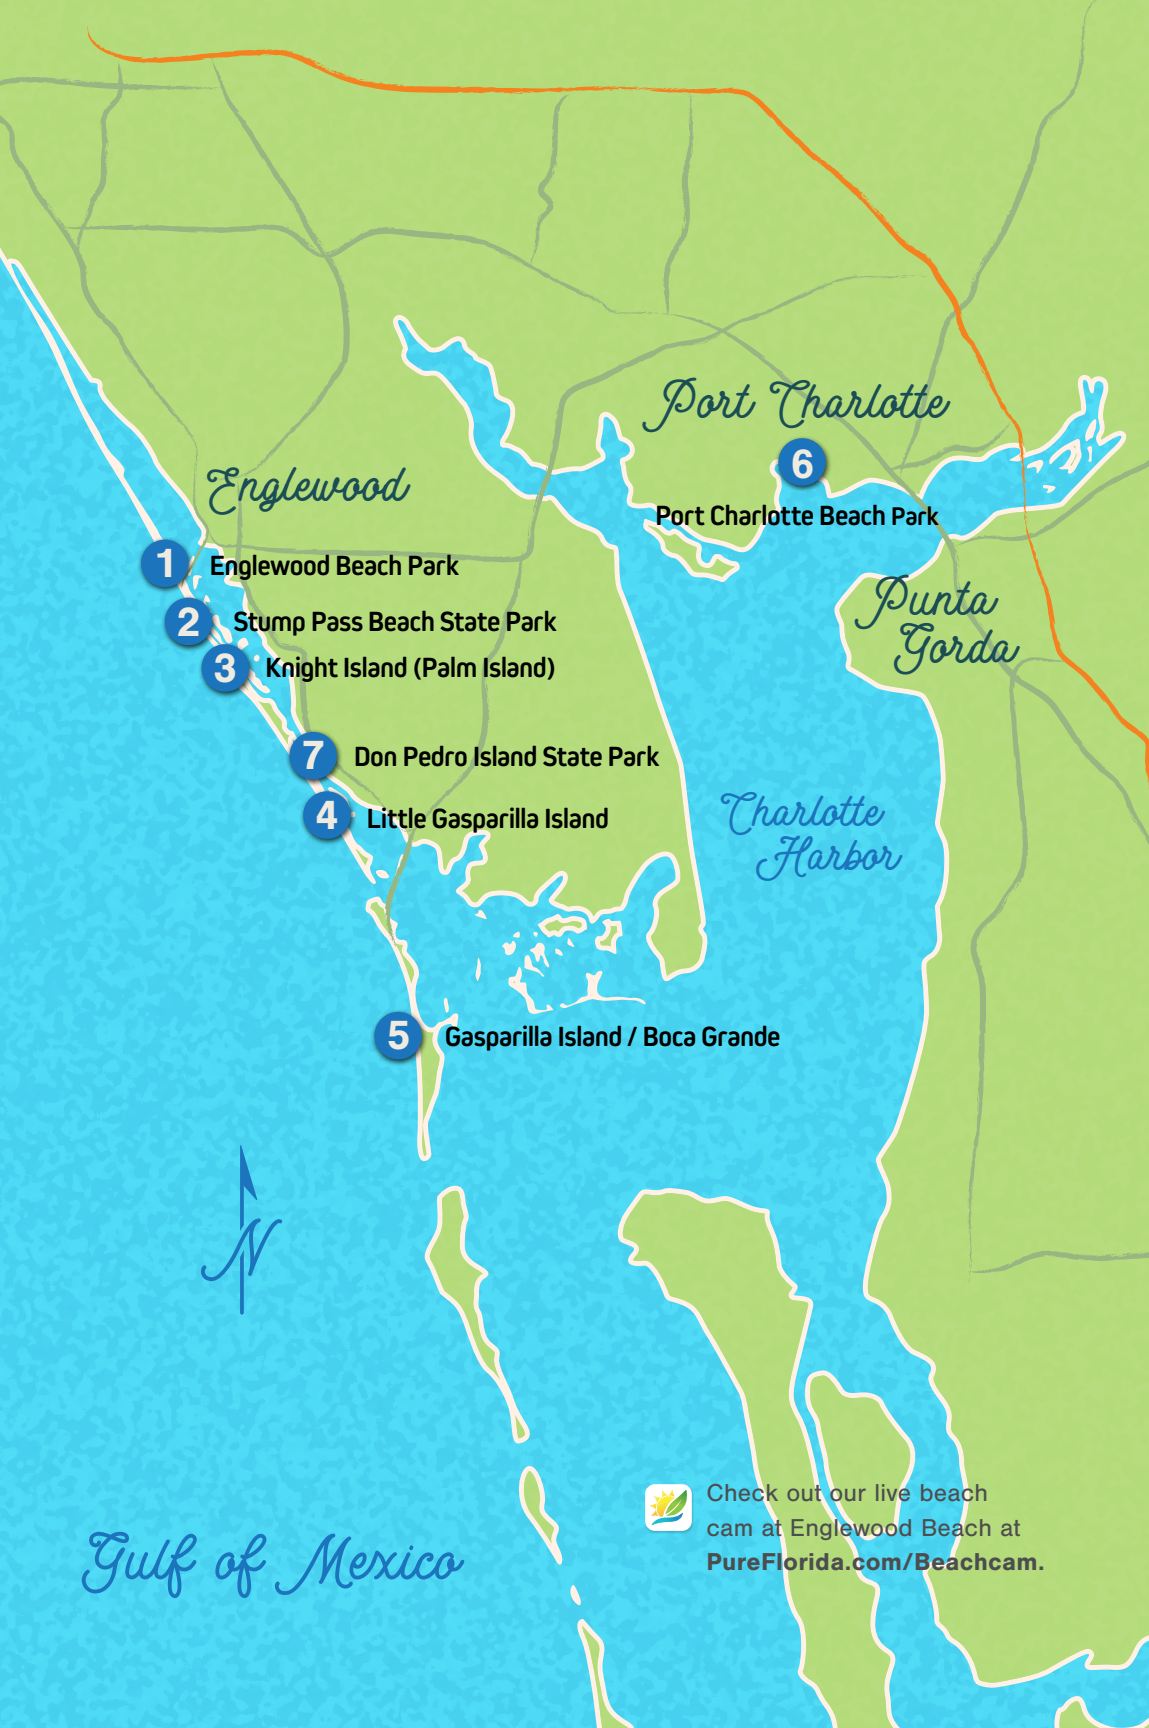 Port Charlotte
6
Englewood
Port Charlotte Beach Park
1
Englewood Beach Park
Punta
Gorda
2
Stump Pass Beach State Park
3
Knight Island (Palm Island)
7
Don Pedro Island State Park
4
Little Gasparilla Island
Charlotte
Harbor
5
Gasparilla Island / Boca Grande
N
Check out our live beach
cam at Englewood Beach at
PureFlorida.com/Beachcam.
Gulf of Mexico